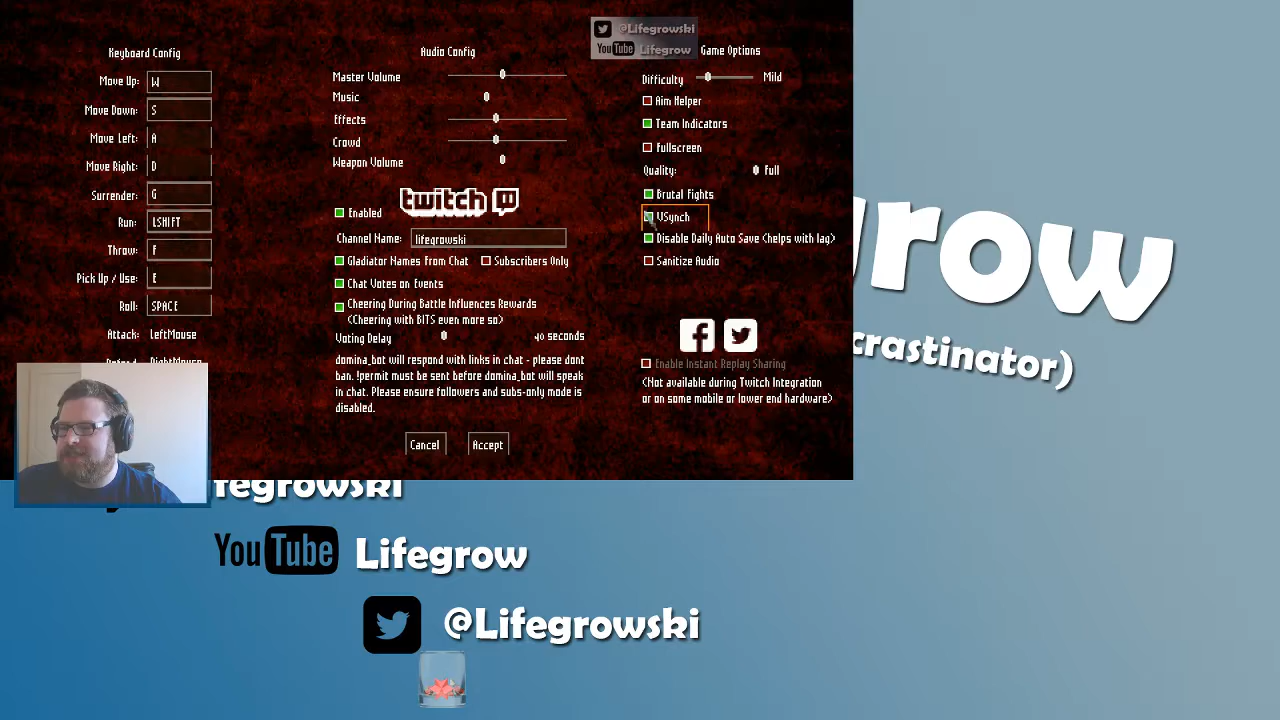 @Lifegrowski
YouTube Lifegrow
Keyboard Config
Move Up: W
Move Down: S
Move Left: A
Move Right: D
Surrender: G
Run: LSHIFT
Throw: F
Pick Up / Use: E
Roll: SPACE
Attack: leftMouse
Defend RightMouse
Audio Config
Master Volume
Music
Effects
Crowd
Weapon Volume
twitch
Enabled
Channel Name: lifegrowski
Gladiator Names From Chat Subscribers Only
Chat Votes on Events
Cheering During Battle Influences Rewards
<Cheering with BITS even more so>
Voting Delay 40 seconds
domina_bot will respond with links in chat - please dont
ban. !permit must be sent before domina_bot will speak
in chat. Please ensure followers and subs-only mode is
disabled.
Cancel Accept
Game Options
Difficulty Mild
Aim Helper
Team Indicators
fullscreen
Quality: full
Brutal Fights
VSynch
Disable Daily Auto Save <helps with lag>
Sanitize Audio
Enable Instant Replay Sharing
<Not available during Twitch Integration
or on some mobile or lower end hardware>
grow
crastinator)
ifegrowski
YouTube Lifegrow
@Lifegrowski